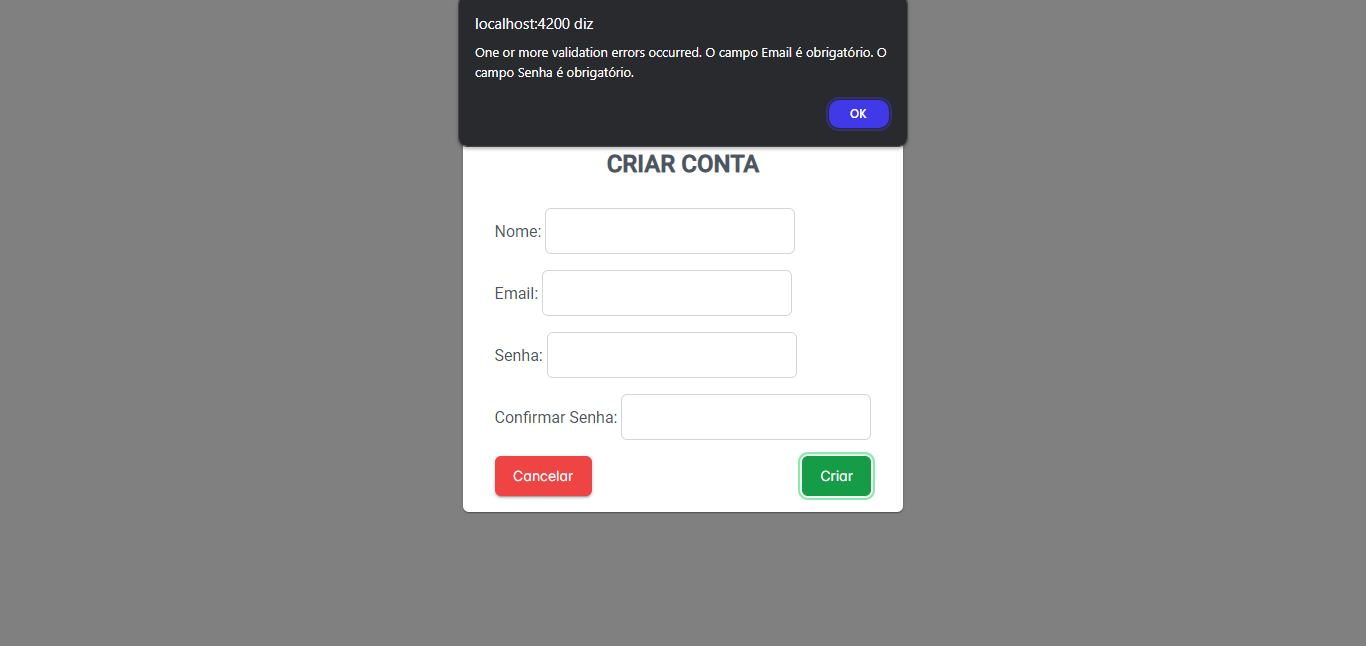 localhost:4200 diz
One or more validation errors occurred. O campo Email é obrigatório. O
campo Senha é obrigatório.
OK
CRIAR CONTA
Nome:
Email:
Senha:
Confirmar Senha:
Cancelar
Criar